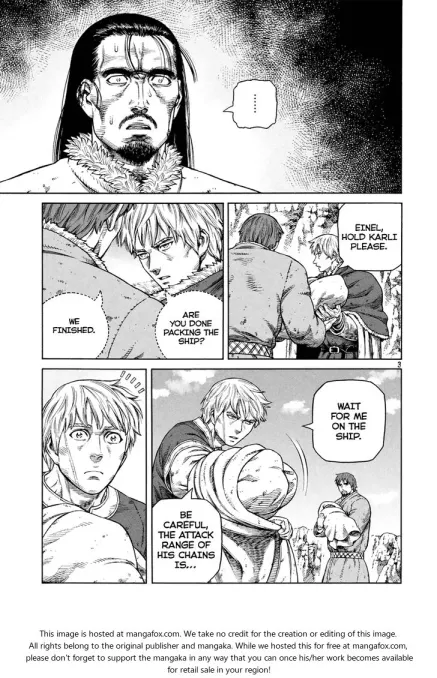 ......
EINEL,
HOLD KARLI
PLEASE.
ARE
YOU DONE
PACKING
THE
SHIP?
WE
FINISHED.
3
WAIT
FOR ME
ON THE
SHIP.
BE
CAREFUL,
THE ATTACK
RANGE OF
HIS CHAINS
IS...
This image is hosted at mangafox.com. We take no credit for the creation or editing of this image.
All rights belong to the original publisher and mangaka. While we hosted this for free at mangafox.com,
please don't forget to support the mangaka in any way that you can once his/her work becomes available
for retail sale in your region!